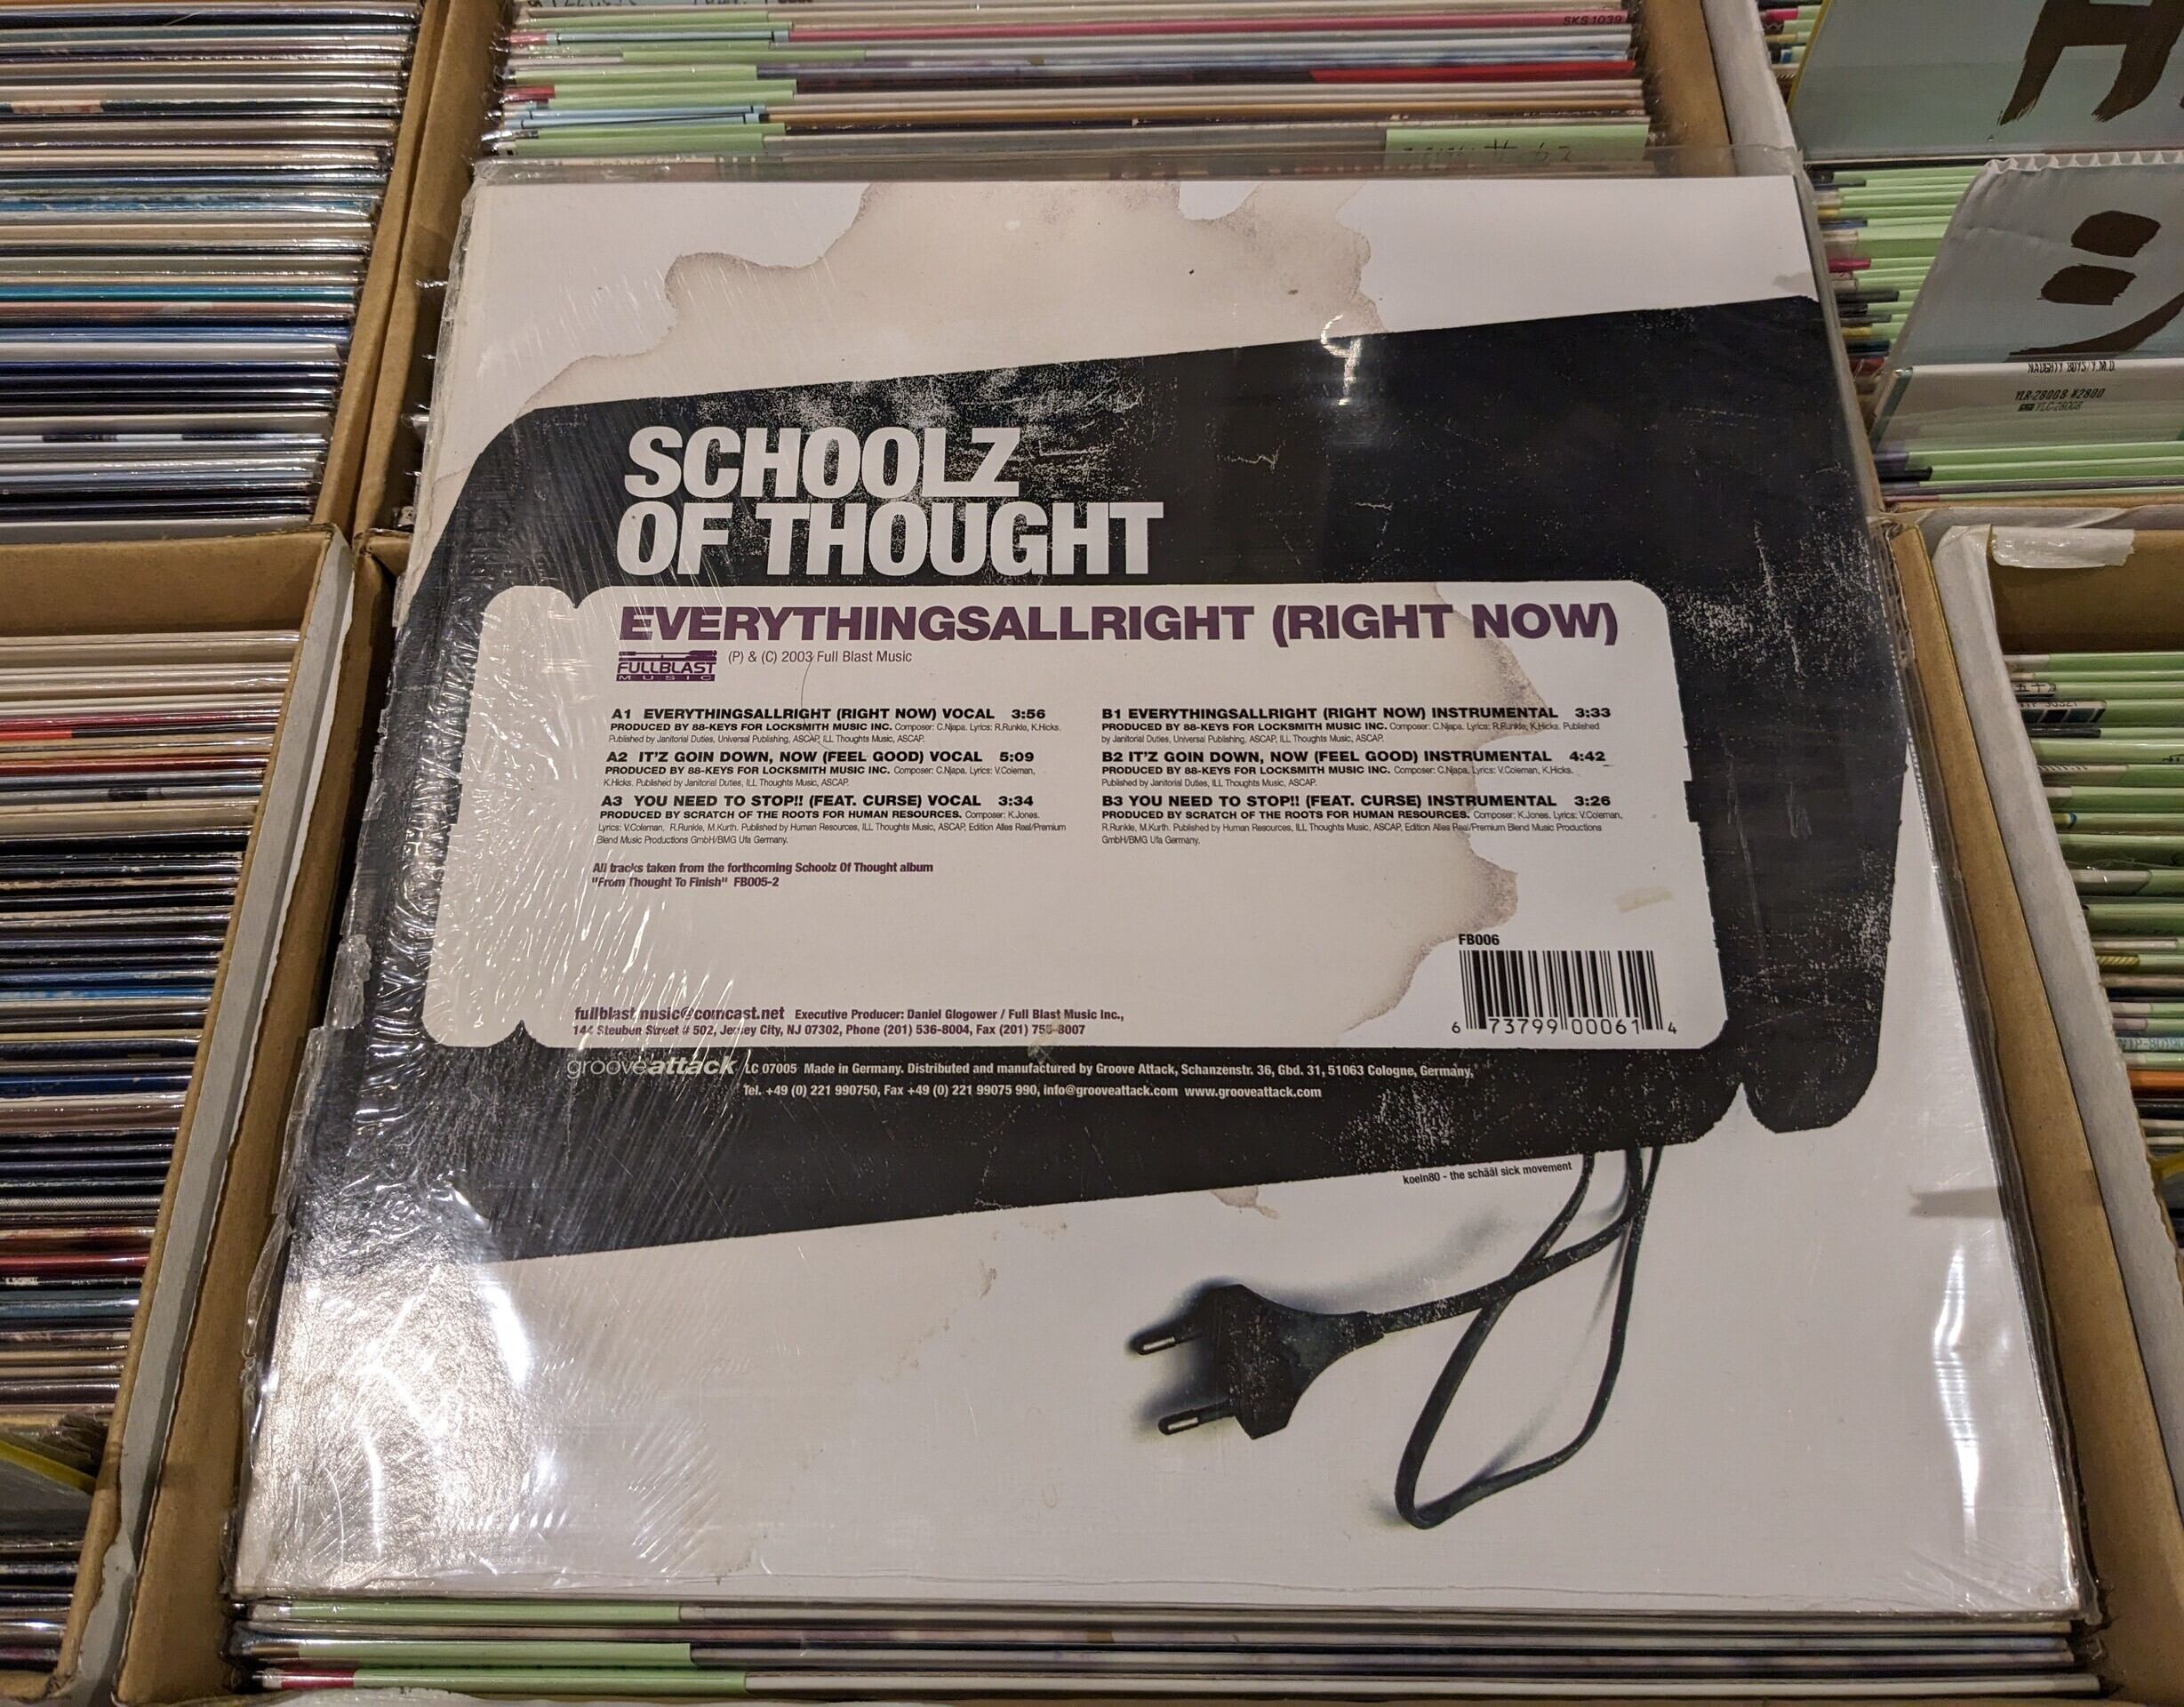 SKS 1039
NAUGHTY BOYS/Y.M.O.
YLR-28008 ¥2800
YLC-28008
SCHOOLZ
OF THOUGHT
EVERYTHINGSALLRIGHT (RIGHT NOW)
FULLBLAST
MUSIC
(P) & (C) 2003 Full Blast Music
A1 EVERYTHINGSALLRIGHT (RIGHT NOW) VOCAL 3:56
PRODUCED BY 88-KEYS FOR LOCKSMITH MUSIC INC. Composer: C.Njapa. Lyrics: R.Runkle, K.Hicks.
Published by Janitorial Duties, Universal Publishing, ASCAP, ILL Thoughts Music, ASCAP.
A2 IT'Z GOIN DOWN, NOW (FEEL GOOD) VOCAL 5:09
PRODUCED BY 88-KEYS FOR LOCKSMITH MUSIC INC. Composer: C.Njapa. Lyrics: V.Coleman,
K.Hicks. Published by Janitorial Duties, ILL Thoughts Music, ASCAP.
A3 YOU NEED TO STOP!! (FEAT. CURSE) VOCAL 3:34
PRODUCED BY SCRATCH OF THE ROOTS FOR HUMAN RESOURCES. Composer: K.Jones.
Lyrics: V.Coleman, R.Runkle, M.Kurth. Published by Human Resources, ILL Thoughts Music, ASCAP, Edition Alles Real/Premium
Blend Music Productions GmbH/BMG Ufa Germany.
B1 EVERYTHINGSALLRIGHT (RIGHT NOW) INSTRUMENTAL 3:33
PRODUCED BY 88-KEYS FOR LOCKSMITH MUSIC INC. Composer: C.Njapa. Lyrics: R.Runkle, K.Hicks. Published
by Janitorial Duties, Universal Publishing, ASCAP, ILL Thoughts Music, ASCAP.
B2 IT'Z GOIN DOWN, NOW (FEEL GOOD) INSTRUMENTAL 4:42
PRODUCED BY 88-KEYS FOR LOCKSMITH MUSIC INC. Composer: C.Njapa. Lyrics: V.Coleman, K.Hicks.
Published by Janitorial Duties, ILL Thoughts Music, ASCAP.
B3 YOU NEED TO STOP!! (FEAT. CURSE) INSTRUMENTAL 3:26
PRODUCED BY SCRATCH OF THE ROOTS FOR HUMAN RESOURCES. Composer: K.Jones. Lyrics: V.Coleman,
R.Runkle, M.Kurth. Published by Human Resources, ILL Thoughts Music, ASCAP, Edition Alles Real/Premium Blend Music Productions
GmbH/BMG Ufa Germany.
All tracks taken from the forthcoming Schoolz Of Thought album
"From Thought To Finish" FB005-2
FB006
6 73799 00061 4
fullblastmusic@comcast.net Executive Producer: Daniel Glogower / Full Blast Music Inc.,
144 Steuben Street # 502, Jersey City, NJ 07302, Phone (201) 536-8004, Fax (201) 755-8007
grooveattack LC 07005 Made in Germany. Distributed and manufactured by Groove Attack, Schanzenstr. 36, Gbd. 31, 51063 Cologne, Germany,
Tel. +49 (0) 221 990750, Fax +49 (0) 221 99075 990, info@grooveattack.com www.grooveattack.com
koeln80 - the schääl sick movement